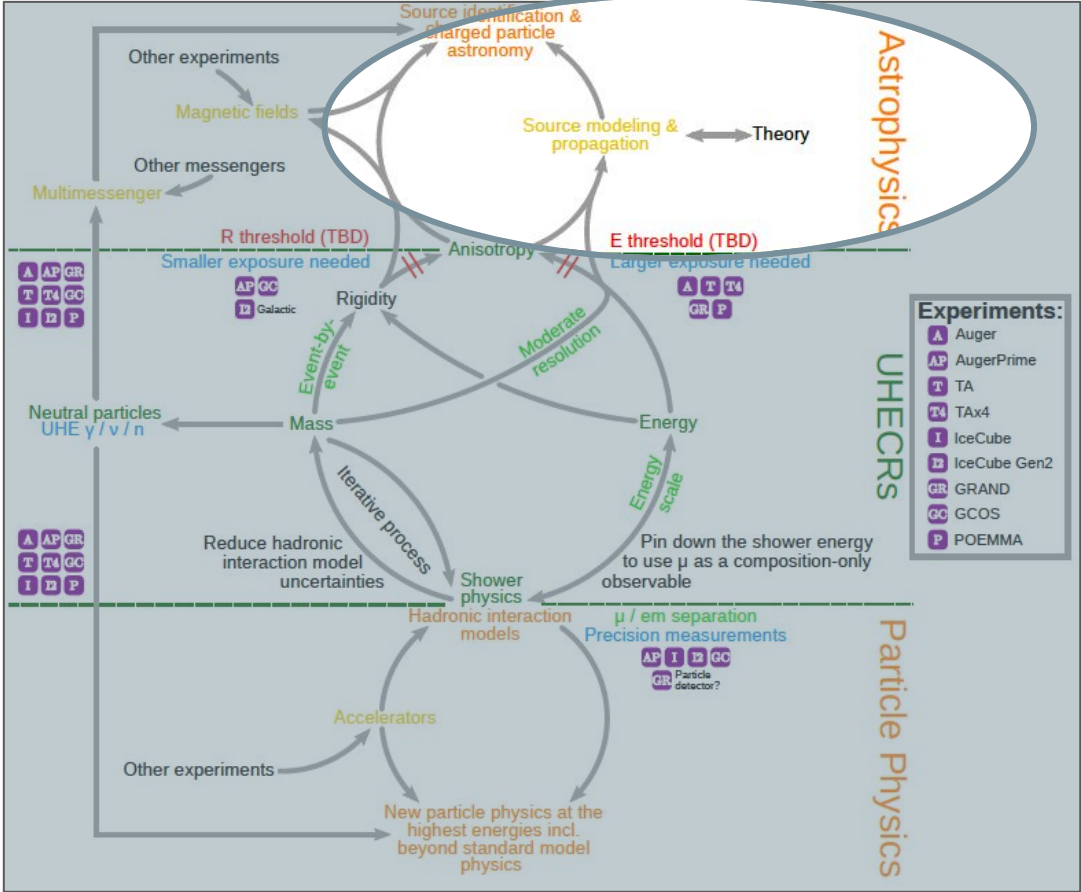 Source identification &
charged particle
astronomy
Other experiments
Magnetic fields
Source modeling &
propagation
Theory
Other messengers
Multimessenger
Astrophysics
R threshold (TBD)
Smaller exposure needed
AP GC
I2 Galactic
Anisotropy
E threshold (TBD)
Larger exposure needed
A T T4
GR P
A AP GR
T T4 GC
I I2 P
Rigidity
Event-by-
event
Moderate
resolution
Neutral particles
UHE γ / ν / n
Mass
Energy
Energy
scale
Iterative process
UHECRs
Experiments:
A Auger
AP AugerPrime
T TA
T4 TAx4
I IceCube
I2 IceCube Gen2
GR GRAND
GC GCOS
P POEMMA
A AP GR
T T4 GC
I I2 P
Reduce hadronic
interaction model
uncertainties
Pin down the shower energy
to use μ as a composition-only
observable
Shower
physics
Hadronic interaction
models
μ / em separation
Precision measurements
AP I I2 GC
GR Particle
detector?
Particle Physics
Accelerators
Other experiments
New particle physics at the
highest energies incl.
beyond standard model
physics